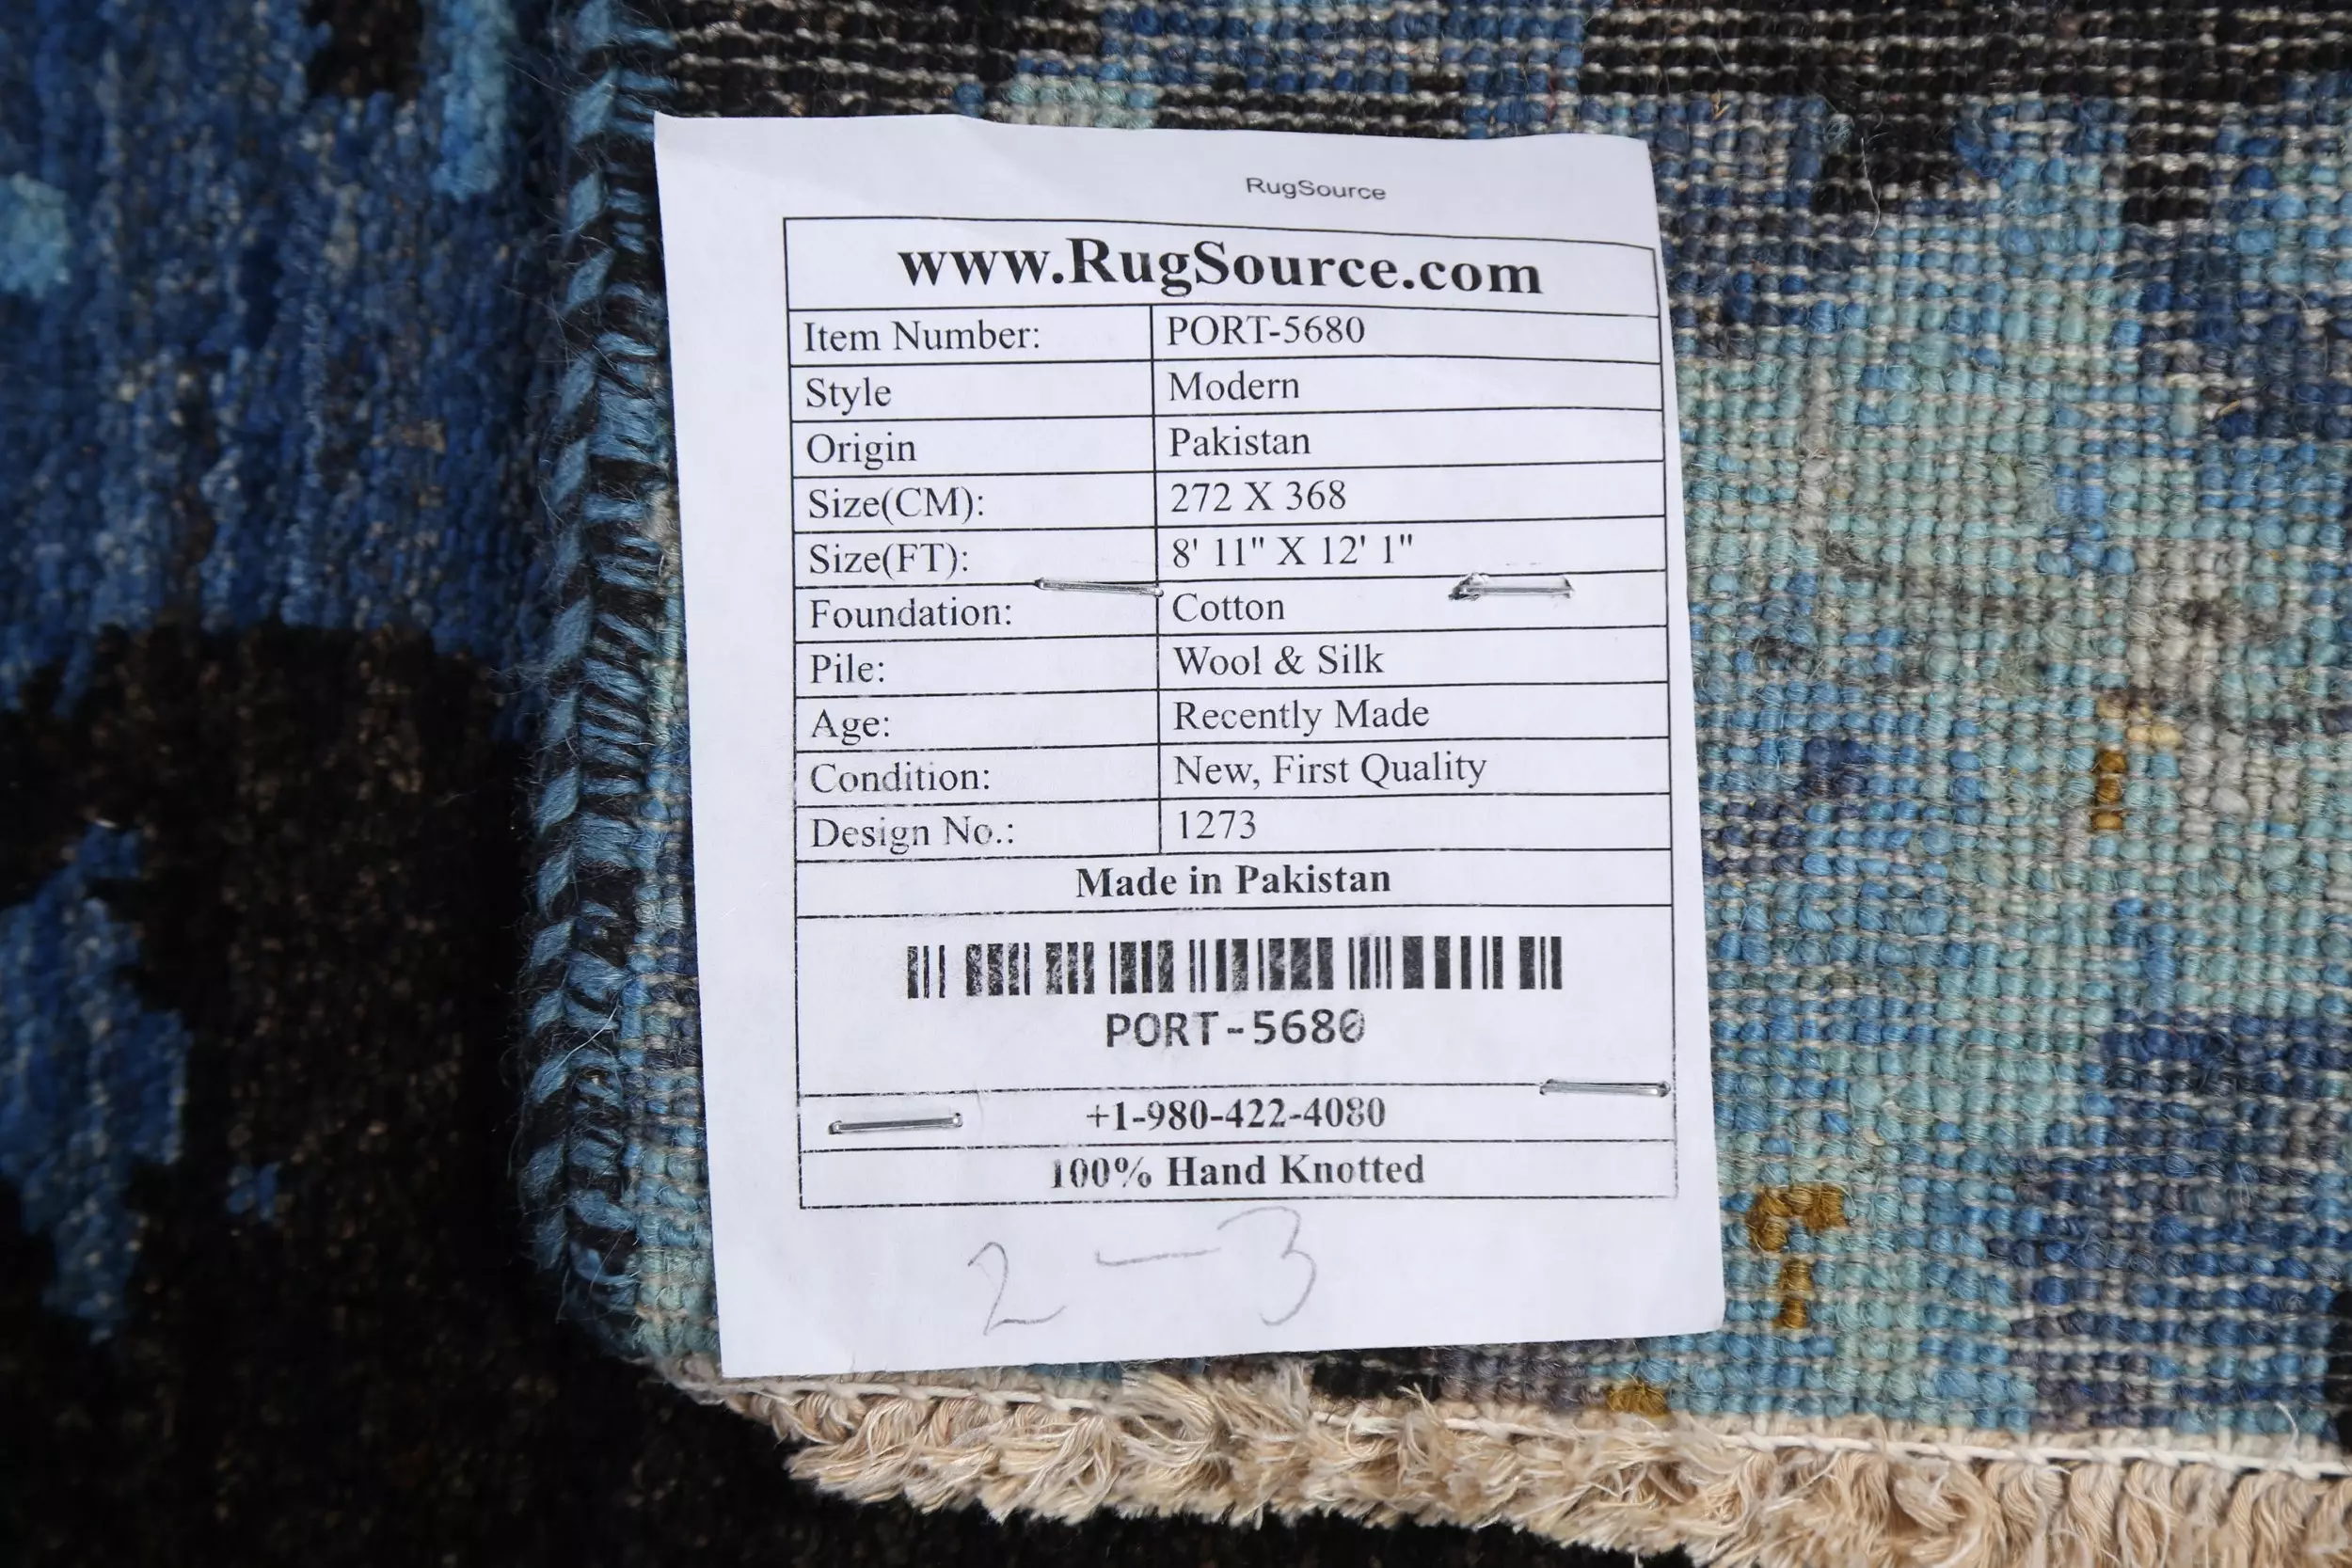 RugSource
www.RugSource.com
Item Number: PORT-5680
Style Modern
Origin Pakistan
Size(CM): 272 X 368
Size(FT): 8' 11" X 12' 1"
Foundation: Cotton
Pile: Wool & Silk
Age: Recently Made
Condition: New, First Quality
Design No.: 1273
Made in Pakistan
PORT-5680
+1-980-422-4080
100% Hand Knotted
2 - 3